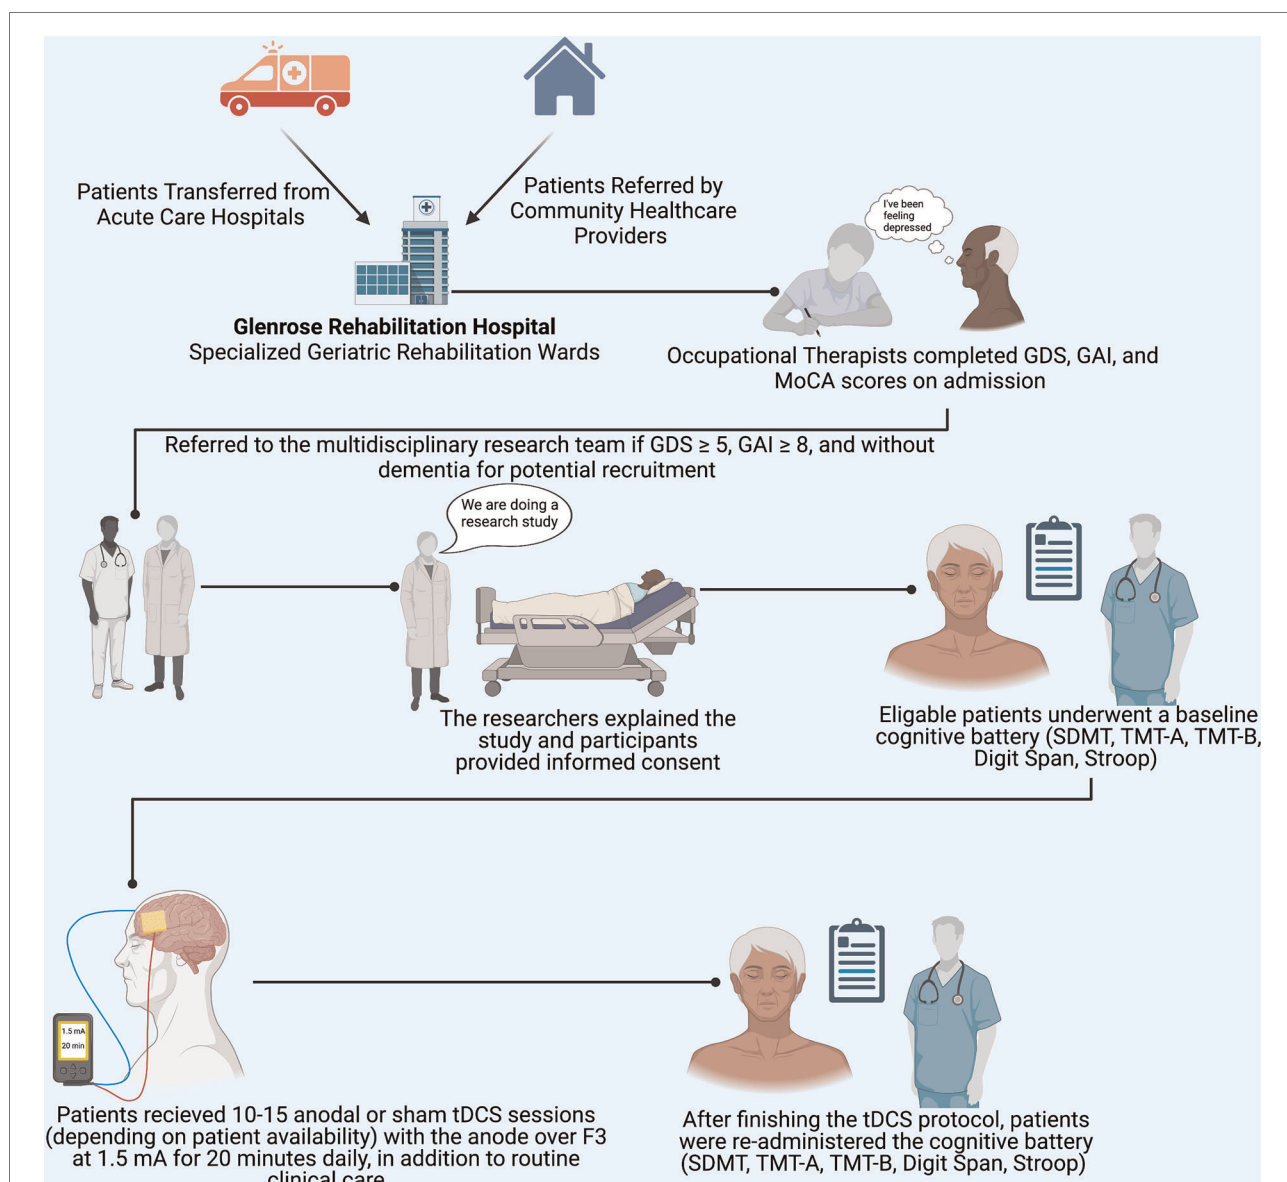 Patients Transferred from
Acute Care Hospitals
Patients Referred by
Community Healthcare
Providers
I've been
feeling
depressed
Glenrose Rehabilitation Hospital
Specialized Geriatric Rehabilitation Wards
Occupational Therapists completed GDS, GAI, and
MoCA scores on admission
Referred to the multidisciplinary research team if GDS ≥ 5, GAI ≥ 8, and without
dementia for potential recruitment
We are doing a
research study
The researchers explained the
study and participants
provided informed consent
Eligable patients underwent a baseline
cognitive battery (SDMT, TMT-A, TMT-B,
Digit Span, Stroop)
1.5 mA
20 min
Patients recieved 10-15 anodal or sham tDCS sessions
(depending on patient availability) with the anode over F3
at 1.5 mA for 20 minutes daily, in addition to routine
clinical care
After finishing the tDCS protocol, patients
were re-administered the cognitive battery
(SDMT, TMT-A, TMT-B, Digit Span, Stroop)